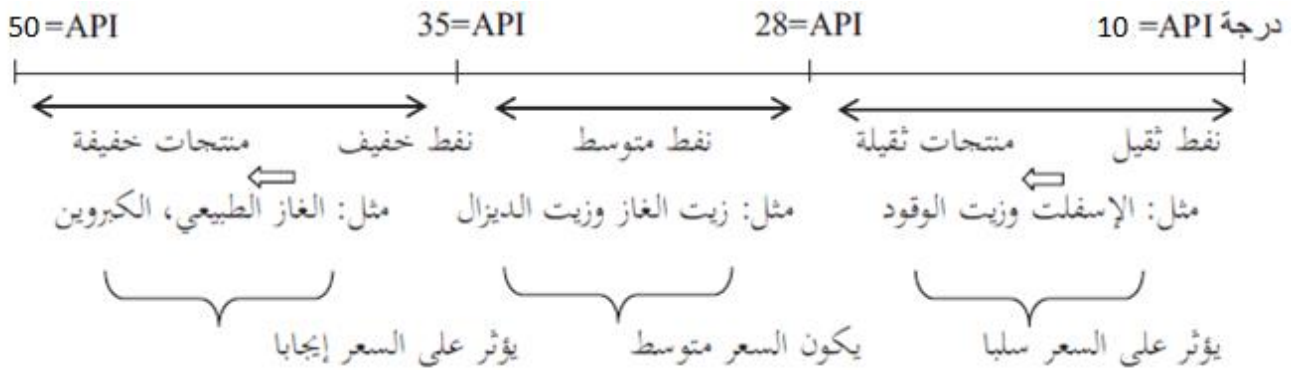 درجة API= 10 28=API 35=API 50=API
نفط ثقيل منتجات ثقيلة نفط متوسط نفط خفيف منتجات خفيفة
مثل: الإسفلت وزيت الوقود مثل: زيت الغاز وزيت الديزال مثل: الغاز الطبيعي، الكبروين
يؤثر على السعر سلبا يكون السعر متوسط يؤثر على السعر إيجابا